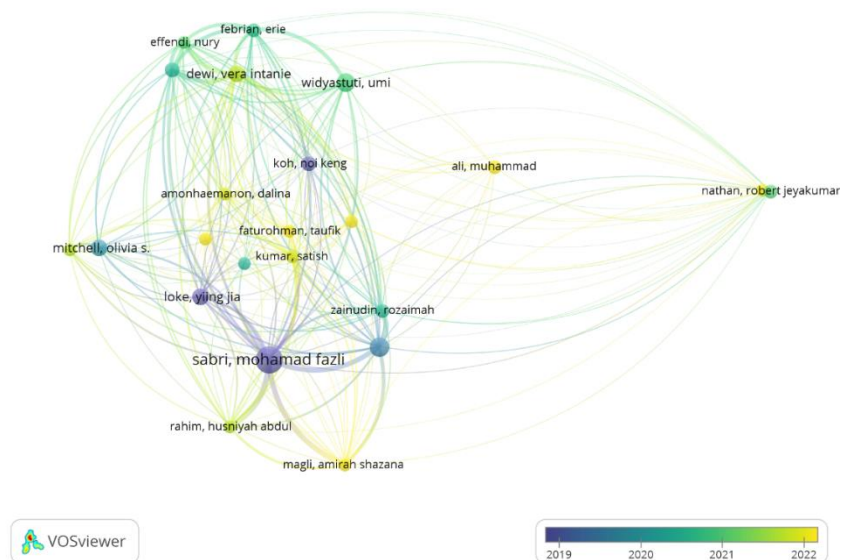 febrian, erie
effendi, nury
dewi, vera intanie
widyastuti, umi
koh, noi keng
ali, muhammad
nathan, robert jeyakumar
amonhaemanon, dalina
faturohman, taufik
mitchell, olivia s.
kumar, satish
loke, yiing jia
zainudin, rozaimah
sabri, mohamad fazli
rahim, husniyah abdul
magli, amirah shazana
VOSviewer
2019 2020 2021 2022